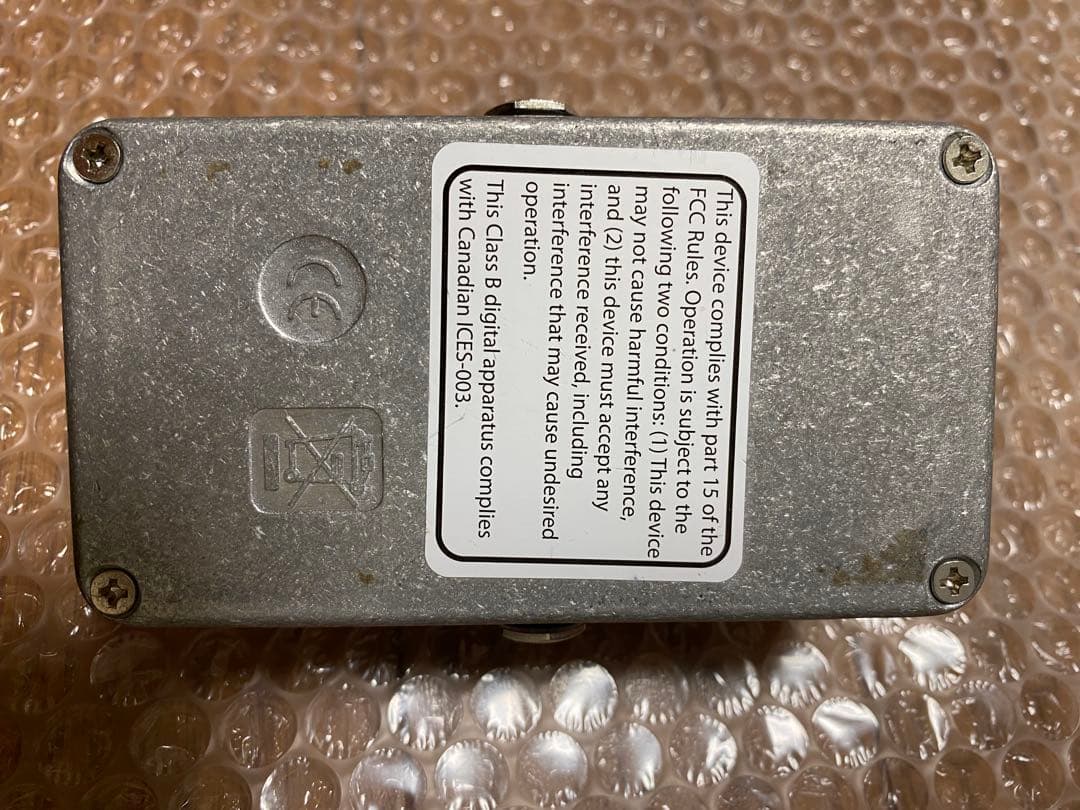 This device complies with part 15 of the
FCC Rules. Operation is subject to the
following two conditions: (1) This device
may not cause harmful interference,
and (2) this device must accept any
interference received, including
interference that may cause undesired
operation.
This Class B digital apparatus complies
with Canadian ICES-003.
CE